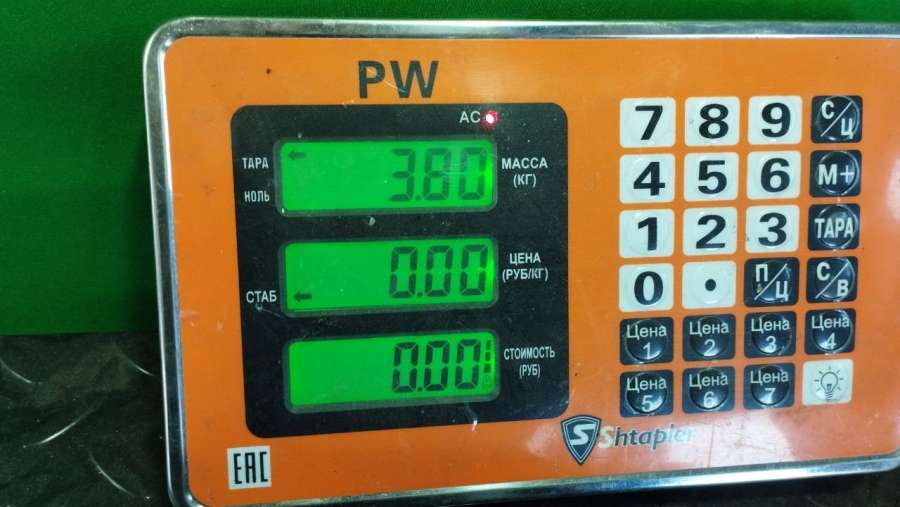 PW
AC
ТАРА
3.80
МАССА
(КГ)
НОЛЬ
0.00
ЦЕНА
(РУБ/КГ)
СТАБ
0.00
СТОИМОСТЬ
(РУБ)
7 8 9 С/Ц
4 5 6 М+
1 2 3 ТАРА
0 . П/Ц С/В
Цена 1 Цена 2 Цена 3 Цена 4
Цена 5 Цена 6 Цена 7
S Shtapler
EAC